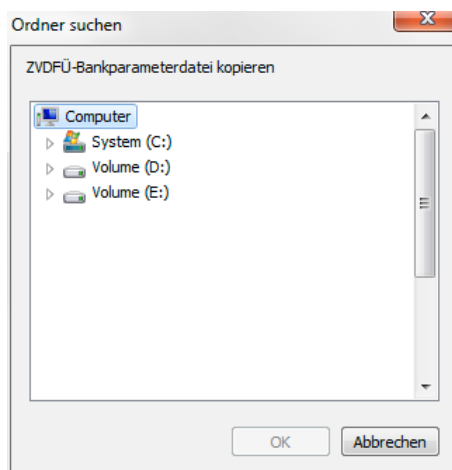 Ordner suchen
ZVDFÜ-Bankparameterdatei kopieren
Computer
System (C:)
Volume (D:)
Volume (E:)
OK
Abbrechen